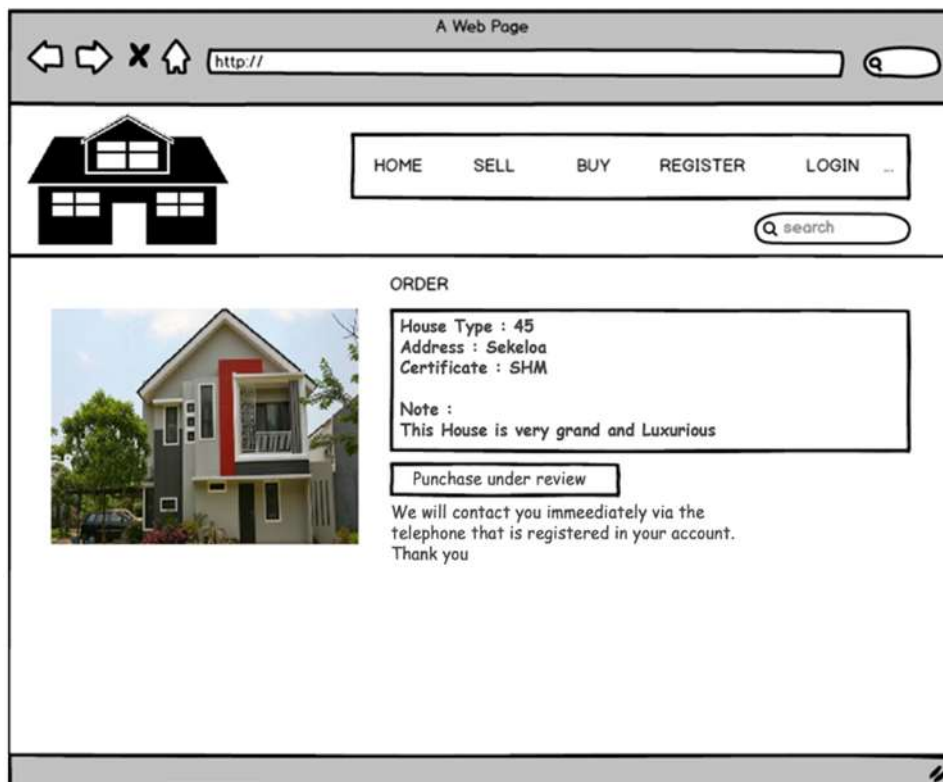 A Web Page
http://
HOME SELL BUY REGISTER LOGIN ...
search
ORDER
House Type : 45
Address : Sekeloa
Certificate : SHM
Note :
This House is very grand and Luxurious
Punchase under review
We will contact you immeediately via the
telephone that is registered in your account.
Thank you